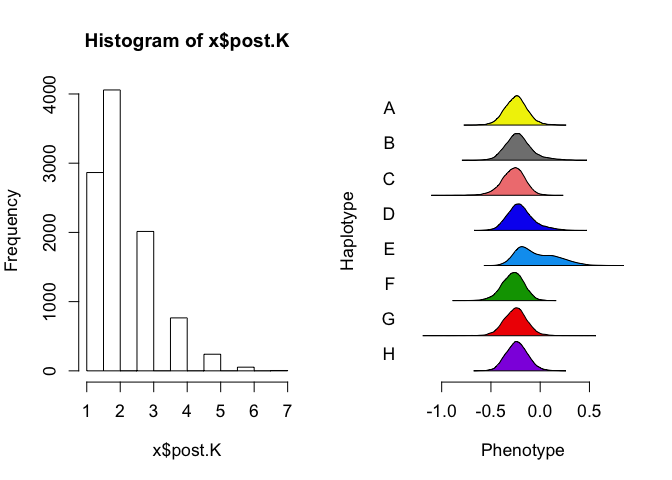 Histogram of x$post.K
Frequency
0
1000
2000
3000
4000
1 2 3 4 5 6 7
x$post.K
Haplotype
A
B
C
D
E
F
G
H
-1.0 -0.5 0.0 0.5
Phenotype